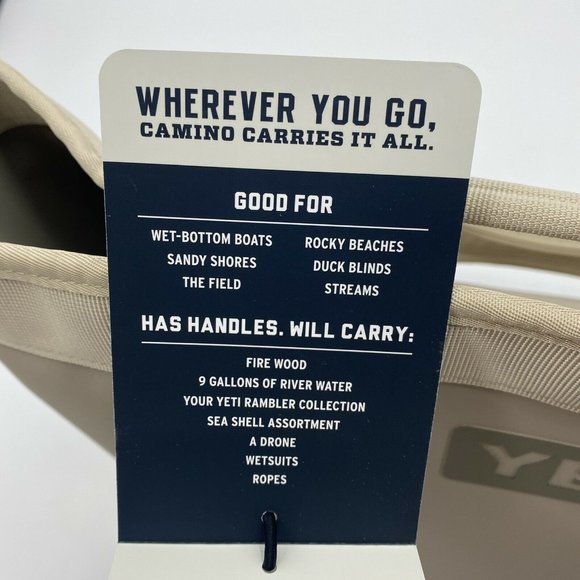 WHEREVER YOU GO,
CAMINO CARRIES IT ALL.
GOOD FOR
WET-BOTTOM BOATS
SANDY SHORES
THE FIELD
ROCKY BEACHES
DUCK BLINDS
STREAMS
HAS HANDLES. WILL CARRY:
FIRE WOOD
9 GALLONS OF RIVER WATER
YOUR YETI RAMBLER COLLECTION
SEA SHELL ASSORTMENT
A DRONE
WETSUITS
ROPES
YE